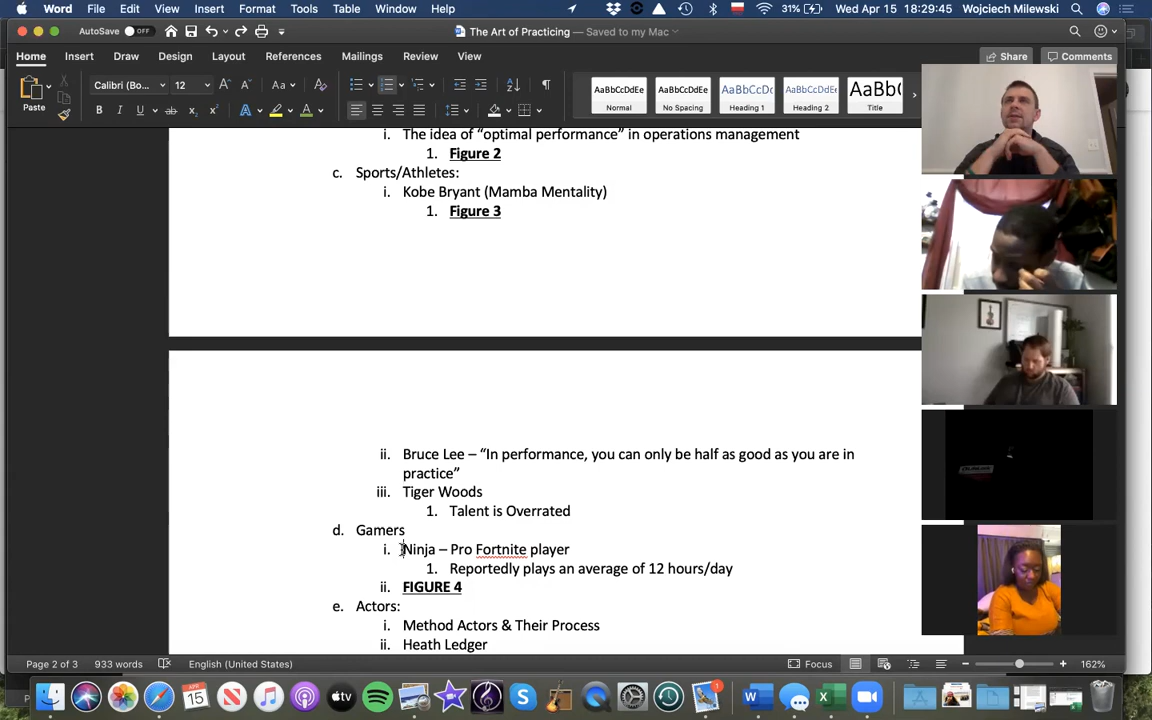 Word File Edit View Insert Format Tools Table Window Help 31% Wed Apr 15 18:29:45 Wojciech Milewski
AutoSave OFF The Art of Practicing — Saved to my Mac
Home Insert Draw Design Layout References Mailings Review View Share Comments
Paste Calibri (Bo... 12 Aa AaBbCcDdEe AaBbCcDdEe AaBbCcDc AaBbCcDdEe AaBb(
B I U ab x₂ x² A A Normal No Spacing Heading 1 Heading 2 Title
i. The idea of “optimal performance” in operations management
1. Figure 2
c. Sports/Athletes:
i. Kobe Bryant (Mamba Mentality)
1. Figure 3
ii. Bruce Lee – “In performance, you can only be half as good as you are in
practice”
iii. Tiger Woods
1. Talent is Overrated
d. Gamers
i. Ninja – Pro Fortnite player
1. Reportedly plays an average of 12 hours/day
ii. FIGURE 4
e. Actors:
i. Method Actors & Their Process
ii. Heath Ledger
Page 2 of 3 933 words English (United States) Focus 162%